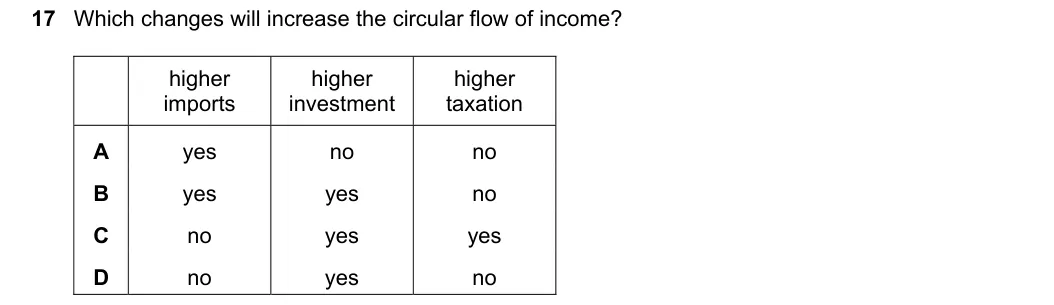 17 Which changes will increase the circular flow of income?
higher imports higher investment higher taxation
A yes no no
B yes yes no
C no yes yes
D no yes no